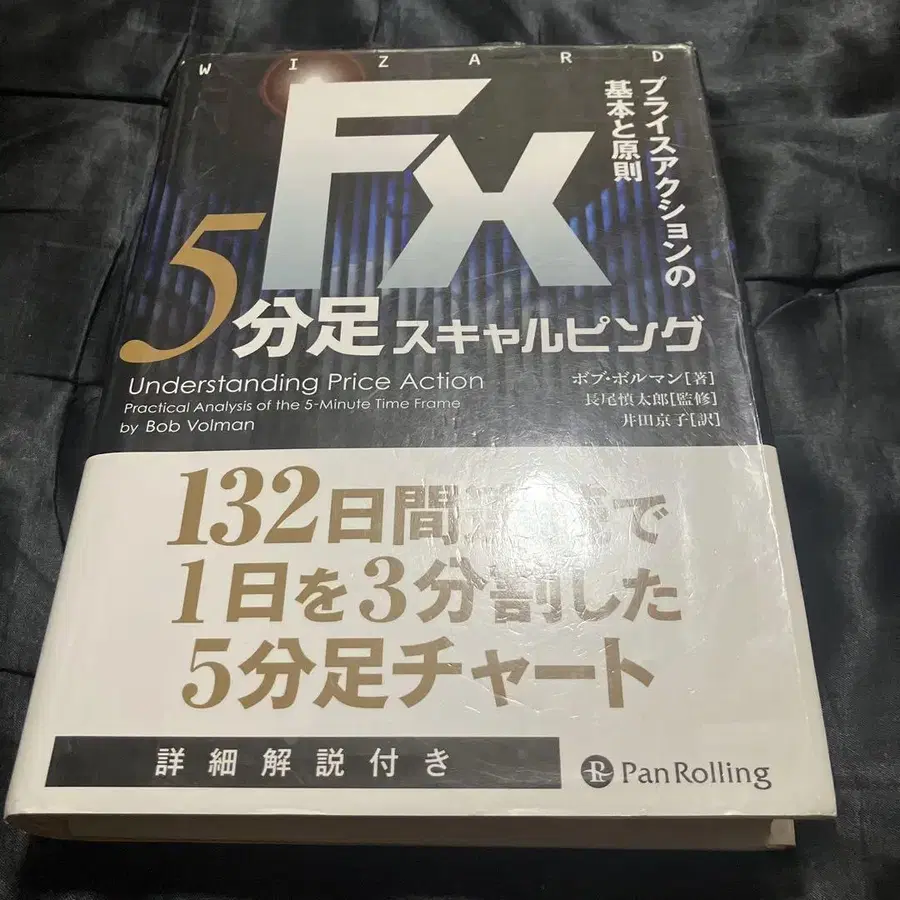 WIZARD
FX
プライスアクションの
基本と原則
5分足スキャルピング
Understanding Price Action
Practical Analysis of the 5-Minute Time Frame
by Bob Volman
ボブ・ボルマン[著]
長尾慎太郎[監修]
井田京子[訳]
132日間で
1日を3分割した
5分足チャート
詳細解説付き
PanRolling